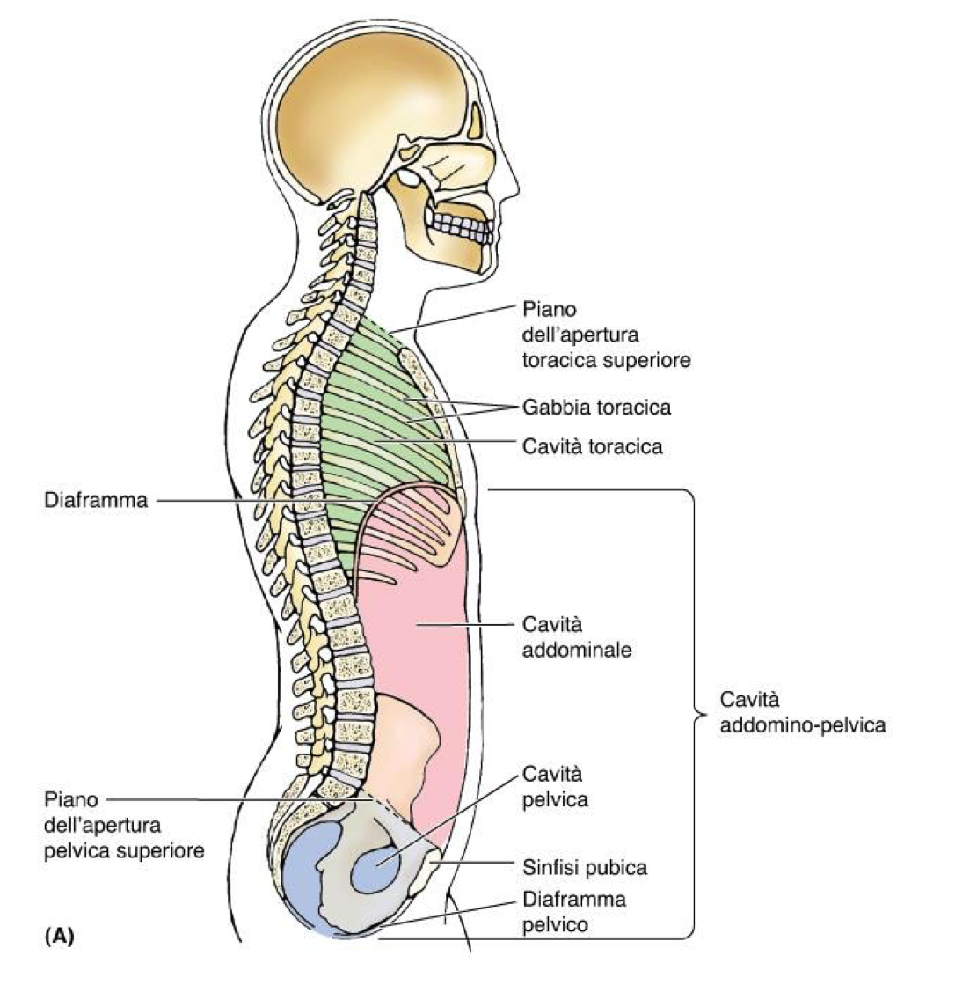 Piano
dell'apertura
toracica superiore
Gabbia toracica
Cavità toracica
Diaframma
Cavità
addominale
Cavità
addomino-pelvica
Cavità
pelvica
Piano
dell'apertura
pelvica superiore
Sinfisi pubica
Diaframma
pelvico
(A)